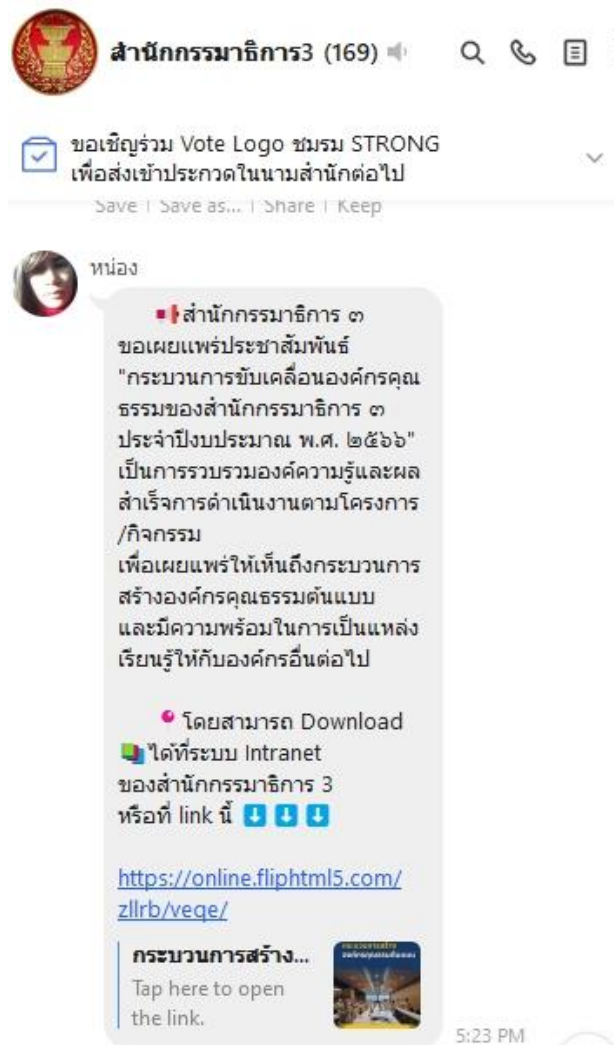 สำนักกรรมาธิการ3 (169)
ขอเชิญร่วม Vote Logo ชมรม STRONG
เพื่อส่งเข้าประกวดในนามสำนักต่อไป
Save | Save as... | Share | Keep
หน่อง
สำนักกรรมาธิการ ๓
ขอเผยแพร่ประชาสัมพันธ์
"กระบวนการขับเคลื่อนองค์กรคุณ
ธรรมของสำนักกรรมาธิการ ๓
ประจำปีงบประมาณ พ.ศ. ๒๕๖๖"
เป็นการรวบรวมองค์ความรู้และผล
สำเร็จการดำเนินงานตามโครงการ
/กิจกรรม
เพื่อเผยแพร่ให้เห็นถึงกระบวนการ
สร้างองค์กรคุณธรรมต้นแบบ
และมีความพร้อมในการเป็นแหล่ง
เรียนรู้ให้กับองค์กรอื่นต่อไป
โดยสามารถ Download
ได้ที่ระบบ Intranet
ของสำนักกรรมาธิการ 3
หรือที่ link นี้
https://online.fliphtml5.com/
zllrb/veqe/
กระบวนการสร้าง...
Tap here to open
the link.
5:23 PM